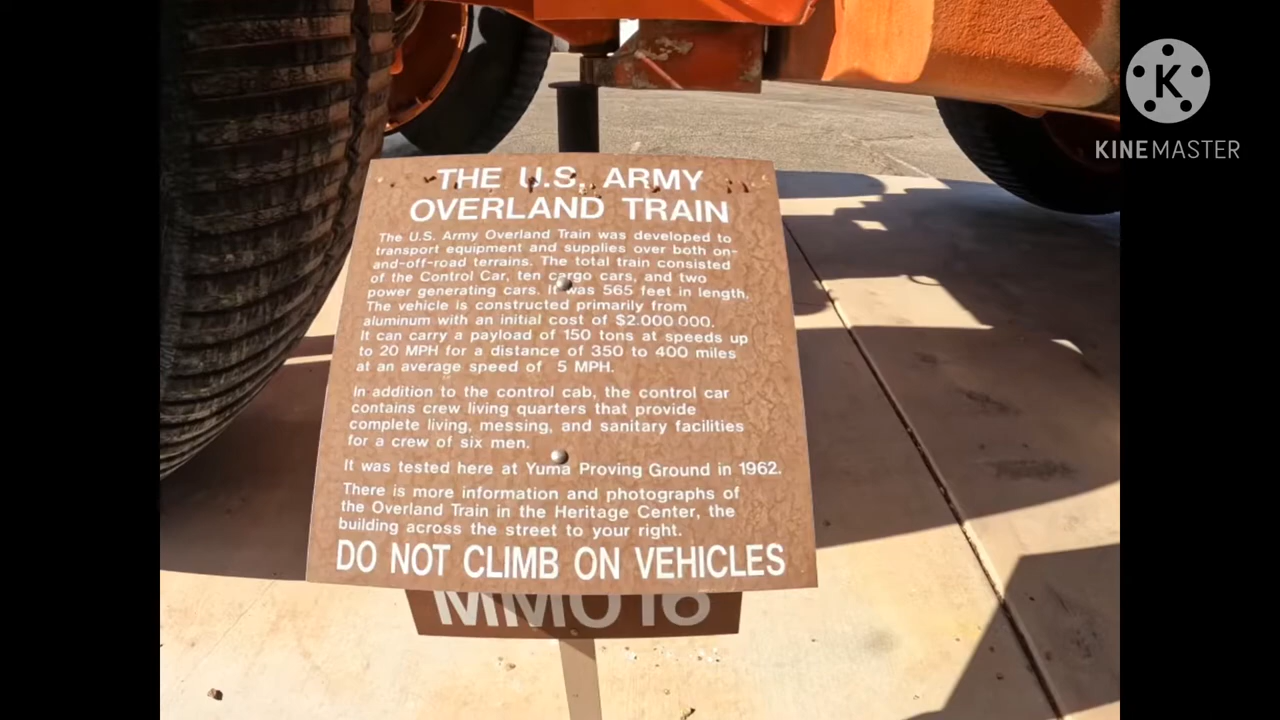 THE U.S. ARMY
OVERLAND TRAIN
The U.S. Army Overland Train was developed to
transport equipment and supplies over both on-
and-off-road terrains. The total train consisted
of the Control Car, ten cargo cars, and two
power generating cars. It was 565 feet in length.
The vehicle is constructed primarily from
aluminum with an initial cost of $2.000 000.
It can carry a payload of 150 tons at speeds up
to 20 MPH for a distance of 350 to 400 miles
at an average speed of 5 MPH.
In addition to the control cab, the control car
contains crew living quarters that provide
complete living, messing, and sanitary facilities
for a crew of six men.
It was tested here at Yuma Proving Ground in 1962.
There is more information and photographs of
the Overland Train in the Heritage Center, the
building across the street to your right.
DO NOT CLIMB ON VEHICLES
MM016
K
KINEMASTER